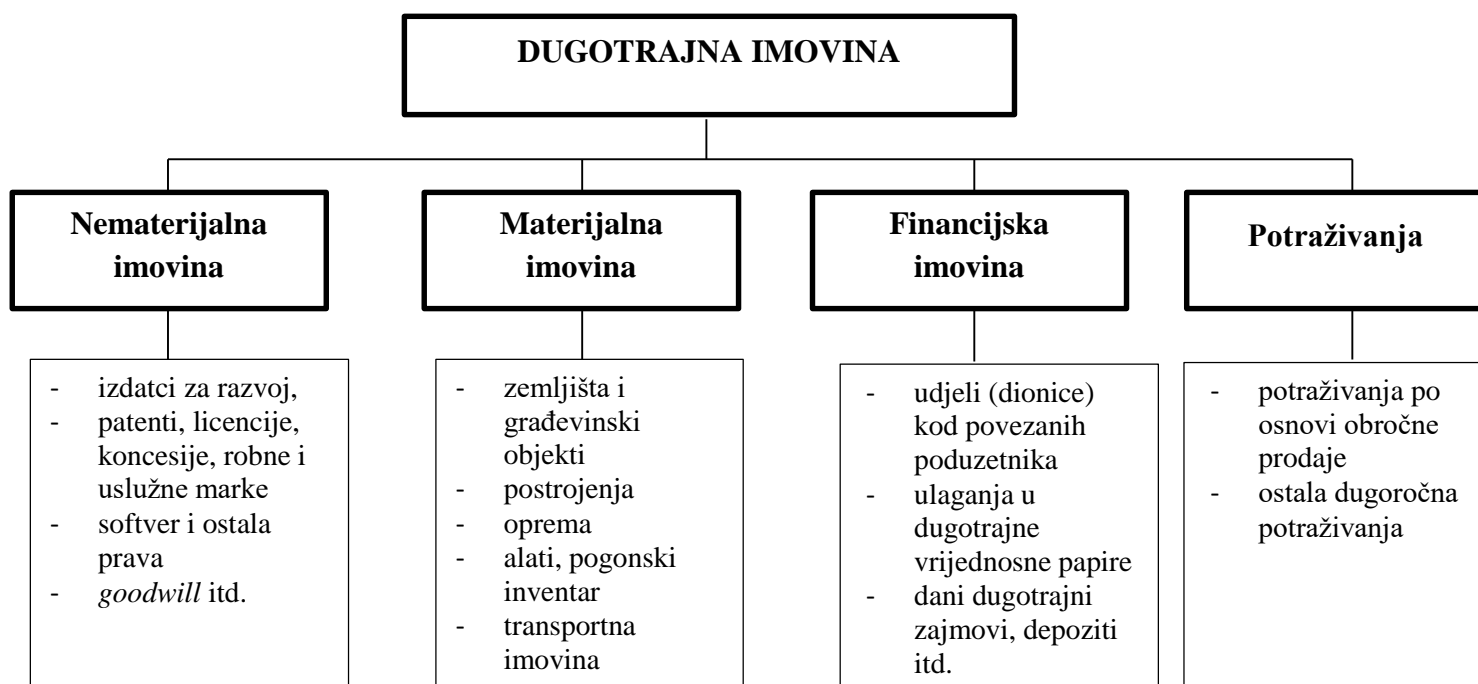 DUGOTRAJNA IMOVINA
Nematerijalna
imovina
Materijalna
imovina
Financijska
imovina
Potraživanja
- izdatci za razvoj,
- patenti, licencije,
koncesije, robne i
uslužne marke
- softver i ostala
prava
- goodwill itd.
- zemljišta i
građevinski
objekti
- postrojenja
- oprema
- alati, pogonski
inventar
- transportna
imovina
- udjeli (dionice)
kod povezanih
poduzetnika
- ulaganja u
dugotrajne
vrijednosne papire
- dani dugotrajni
zajmovi, depoziti
itd.
- potraživanja po
osnovi obročne
prodaje
- ostala dugoročna
potraživanja